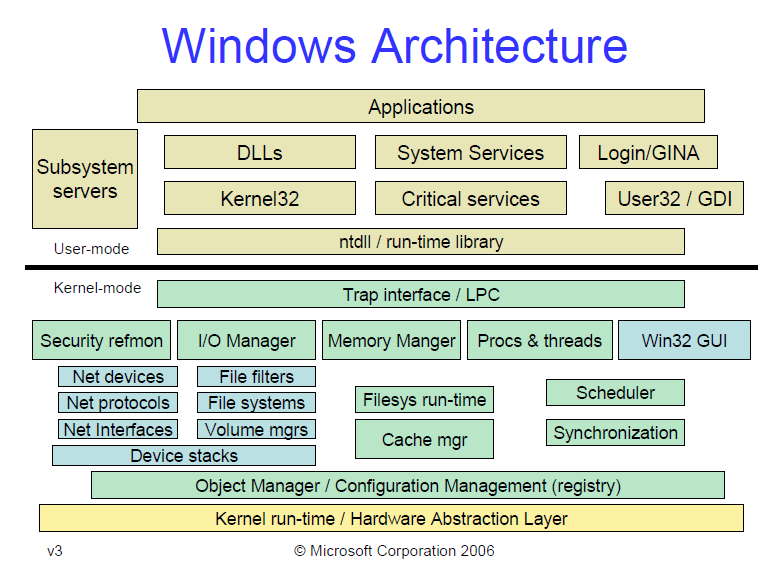 Windows Architecture
Applications
Subsystem
servers
DLLs
System Services
Login/GINA
Kernel32
Critical services
User32 / GDI
ntdll / run-time library
User-mode
Kernel-mode
Trap interface / LPC
Security refmon
I/O Manager
Memory Manger
Procs & threads
Win32 GUI
Net devices
File filters
Net protocols
File systems
Filesys run-time
Scheduler
Net Interfaces
Volume mgrs
Cache mgr
Synchronization
Device stacks
Object Manager / Configuration Management (registry)
Kernel run-time / Hardware Abstraction Layer
v3
© Microsoft Corporation 2006